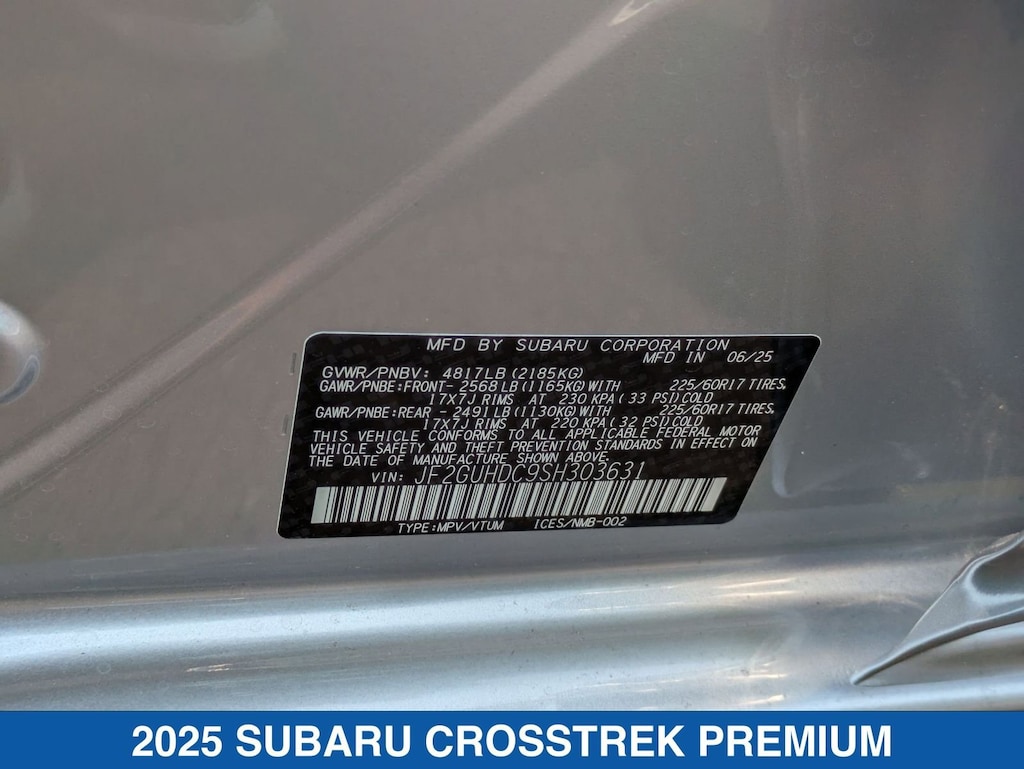 MFD BY SUBARU CORPORATION
MFD IN 06/25
GVWR/PNBV: 4817LB (2185KG)
GAWR/PNBE:FRONT- 2568LB (1165KG)WITH 225/60R17 TIRES.
17X7J RIMS AT 230 KPA ( 33 PSI)COLD
GAWR/PNBE:REAR - 2491LB (1130KG)WITH 225/60R17 TIRES.
17X7J RIMS AT 220 KPA ( 32 PSI)COLD
THIS VEHICLE CONFORMS TO ALL APPLICABLE FEDERAL MOTOR
VEHICLE SAFETY AND THEFT PREVENTION STANDARDS IN EFFECT ON
THE DATE OF MANUFACTURE SHOWN ABOVE.
VIN: JF2GUHDC9SH303631
TYPE:MPV/VTUM ICES/NMB-002
2025 SUBARU CROSSTREK PREMIUM